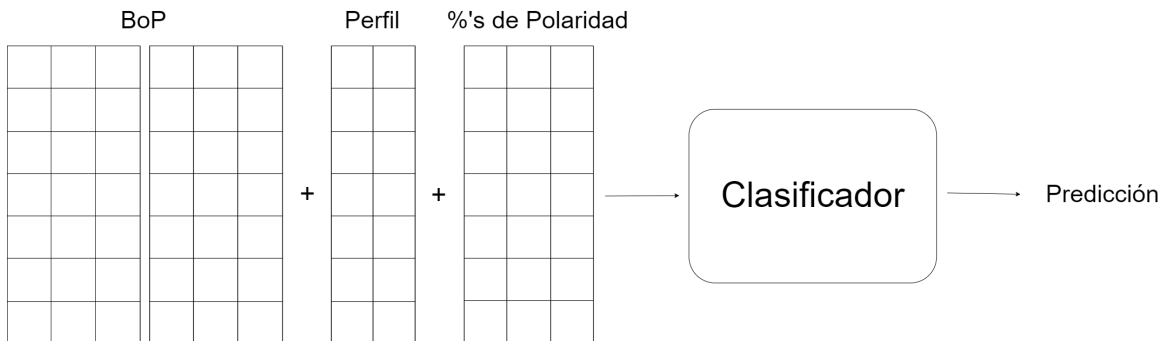 BoP Perfil %'s de Polaridad
+ + Clasificador Predicción